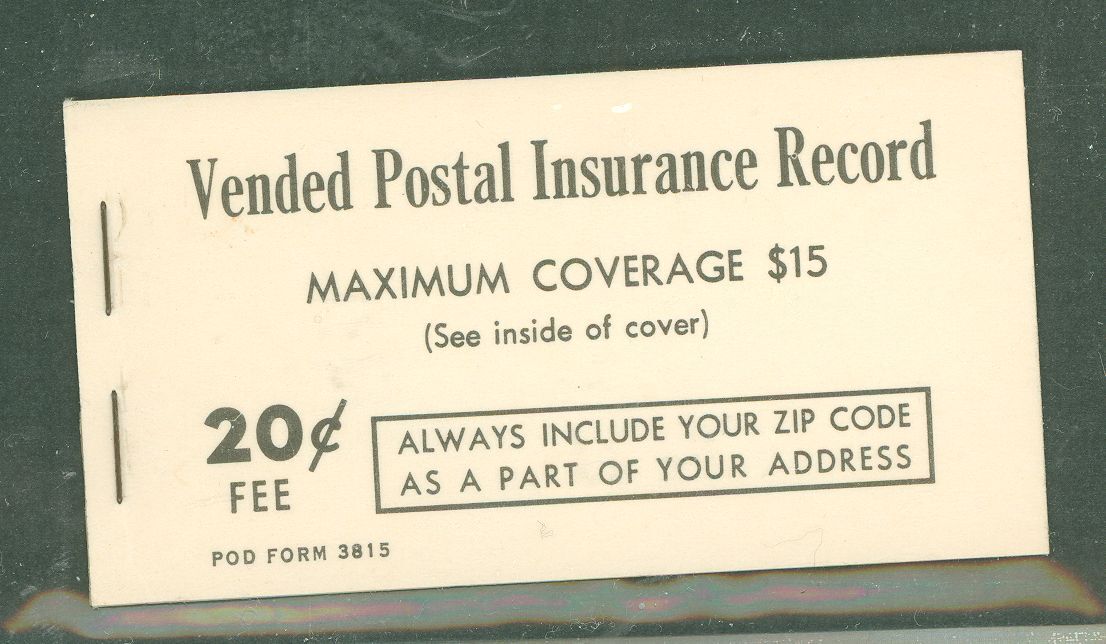 Vended Postal Insurance Record
MAXIMUM COVERAGE $15
(See inside of cover)
20¢
FEE
ALWAYS INCLUDE YOUR ZIP CODE
AS A PART OF YOUR ADDRESS
POD FORM 3815